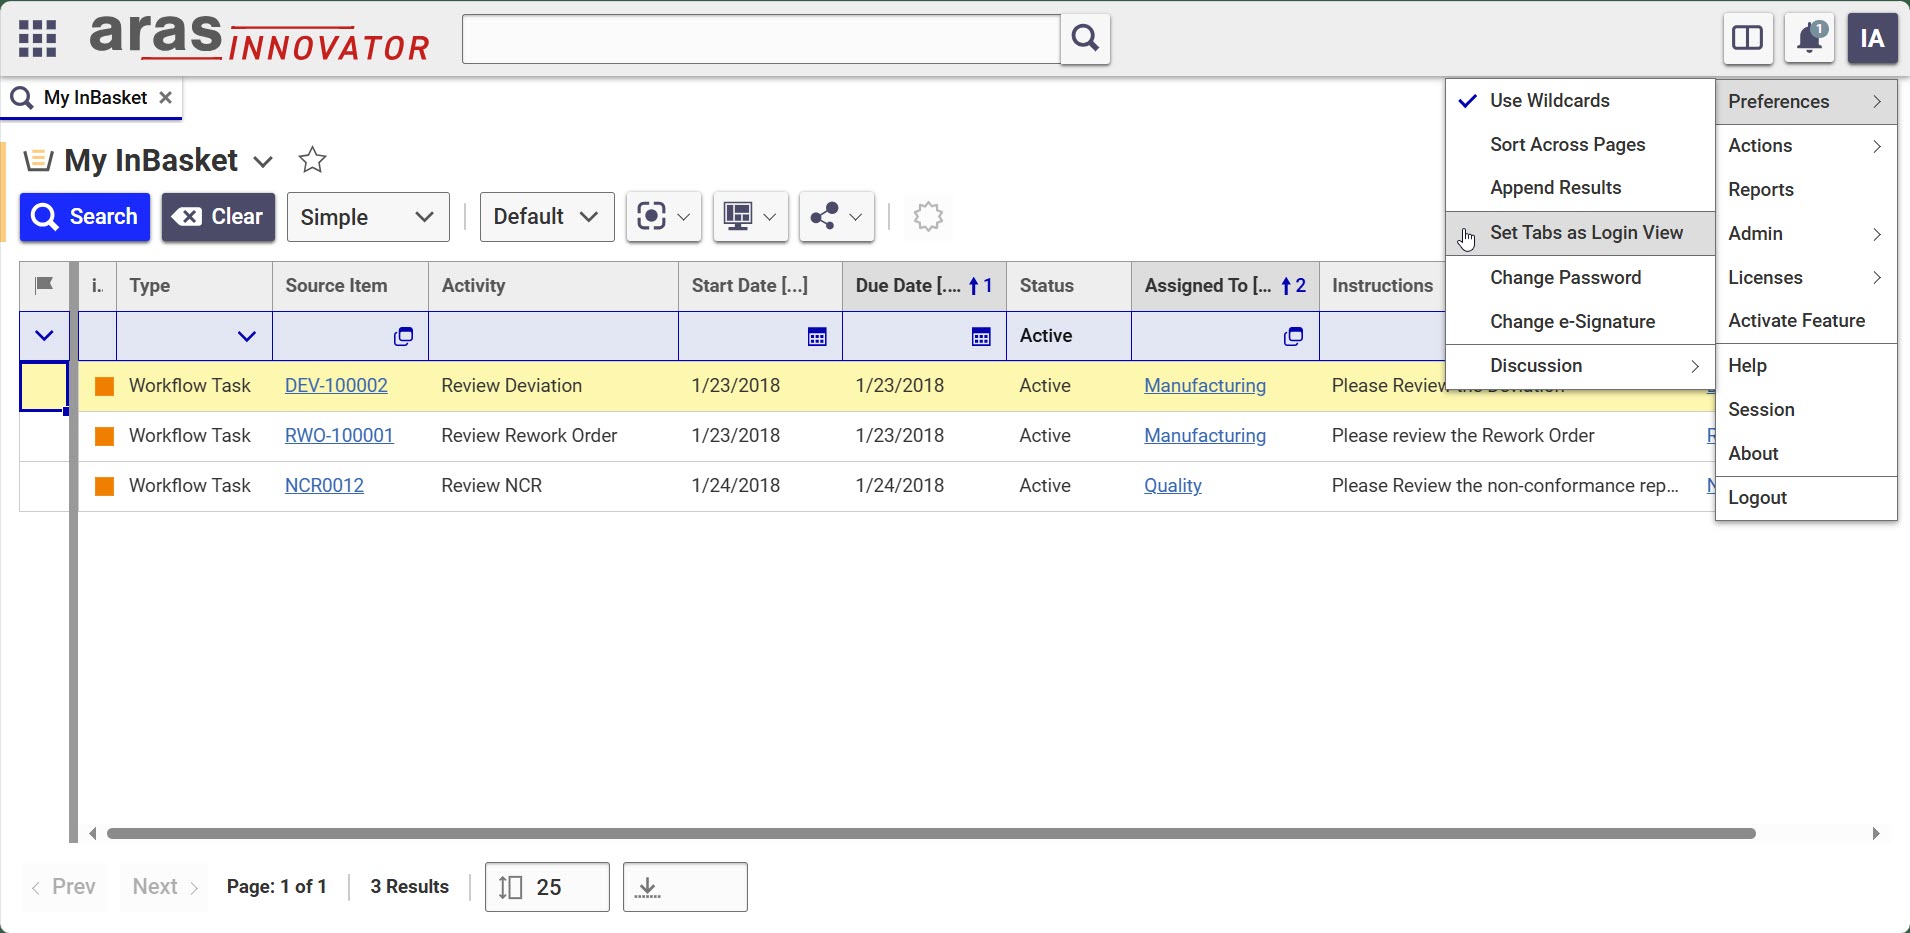 aras INNOVATOR
1
IA
My InBasket
My InBasket
Search
Clear
Simple
Default
Use Wildcards
Sort Across Pages
Append Results
Set Tabs as Login View
Change Password
Change e-Signature
Discussion
Preferences
Actions
Reports
Admin
Licenses
Activate Feature
Help
Session
About
Logout
i.. Type Source Item Activity Start Date [...] Due Date [.... 1 Status Assigned To [... 2 Instructions
Active
Workflow Task DEV-100002 Review Deviation 1/23/2018 1/23/2018 Active Manufacturing Please Review the Deviation
Workflow Task RWO-100001 Review Rework Order 1/23/2018 1/23/2018 Active Manufacturing Please review the Rework Order R
Workflow Task NCR0012 Review NCR 1/24/2018 1/24/2018 Active Quality Please Review the non-conformance rep... N
Prev Next Page: 1 of 1 3 Results 25